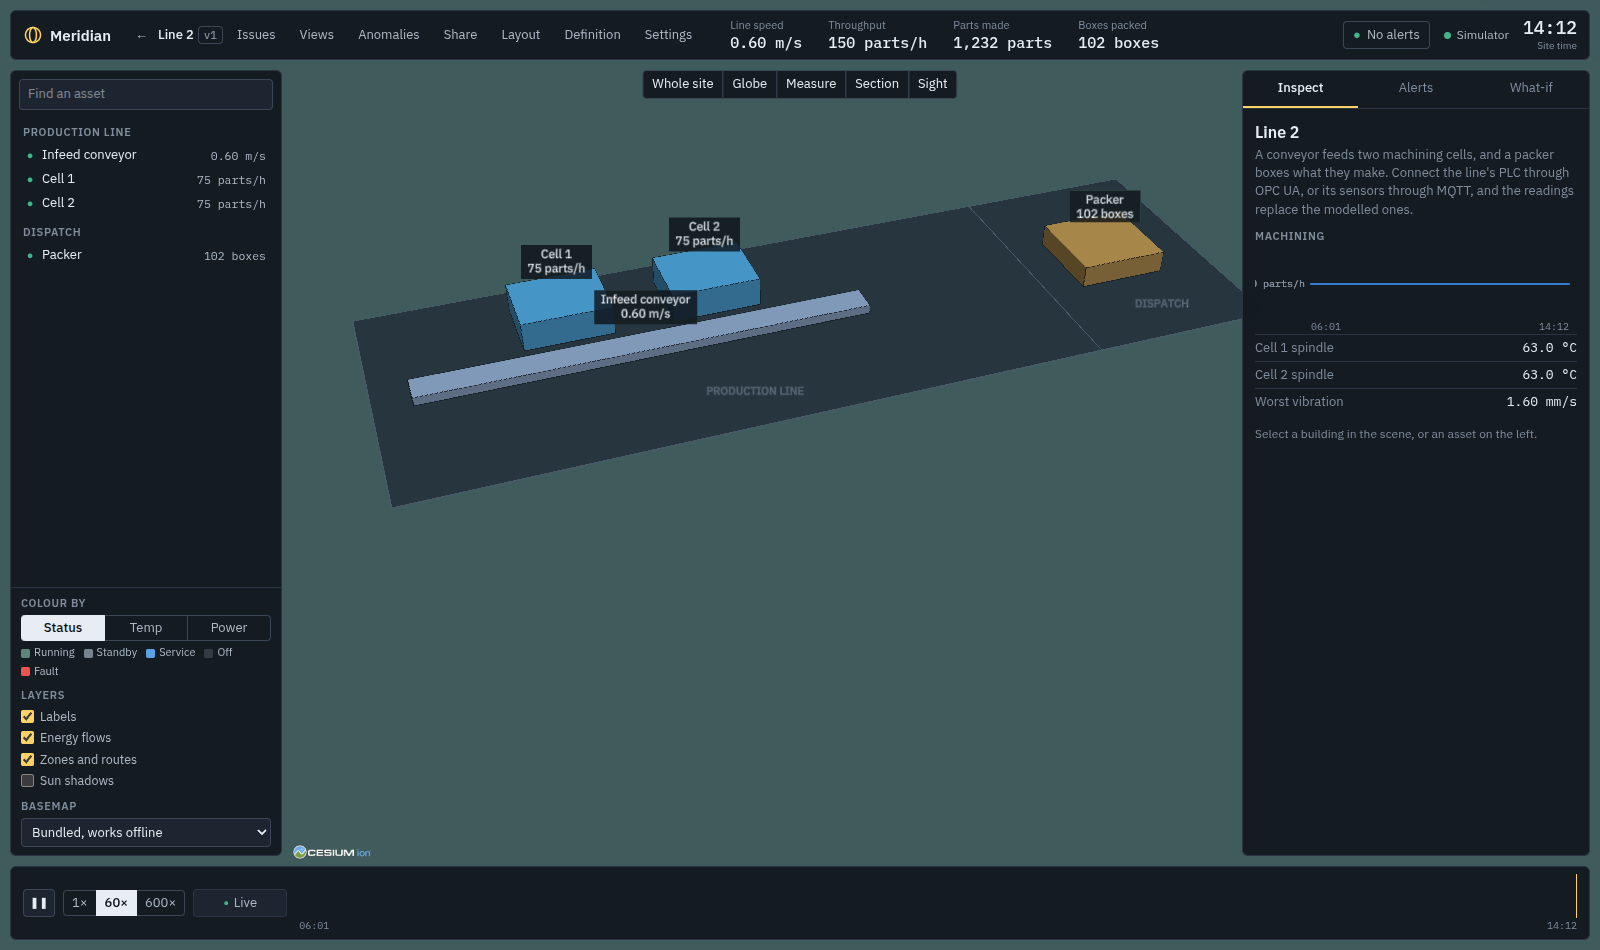 Meridian
← Line 2 v1 Issues Views Anomalies Share Layout Definition Settings
Line speed
0.60 m/s
Throughput
150 parts/h
Parts made
1,232 parts
Boxes packed
102 boxes
No alerts
Simulator
14:12
Site time
Find an asset
PRODUCTION LINE
Infeed conveyor 0.60 m/s
Cell 1 75 parts/h
Cell 2 75 parts/h
DISPATCH
Packer 102 boxes
COLOUR BY
Status Temp Power
Running Standby Service Off
Fault
LAYERS
Labels
Energy flows
Zones and routes
Sun shadows
BASEMAP
Bundled, works offline
Whole site Globe Measure Section Sight
Packer
102 boxes
Cell 2
75 parts/h
Cell 1
75 parts/h
Infeed conveyor
0.60 m/s
DISPATCH
PRODUCTION LINE
CESIUM ion
Inspect Alerts What-if
Line 2
A conveyor feeds two machining cells, and a packer
boxes what they make. Connect the line's PLC through
OPC UA, or its sensors through MQTT, and the readings
replace the modelled ones.
MACHINING
parts/h
06:01 14:12
Cell 1 spindle 63.0 °C
Cell 2 spindle 63.0 °C
Worst vibration 1.60 mm/s
Select a building in the scene, or an asset on the left.
1× 60× 600× Live
06:01 14:12